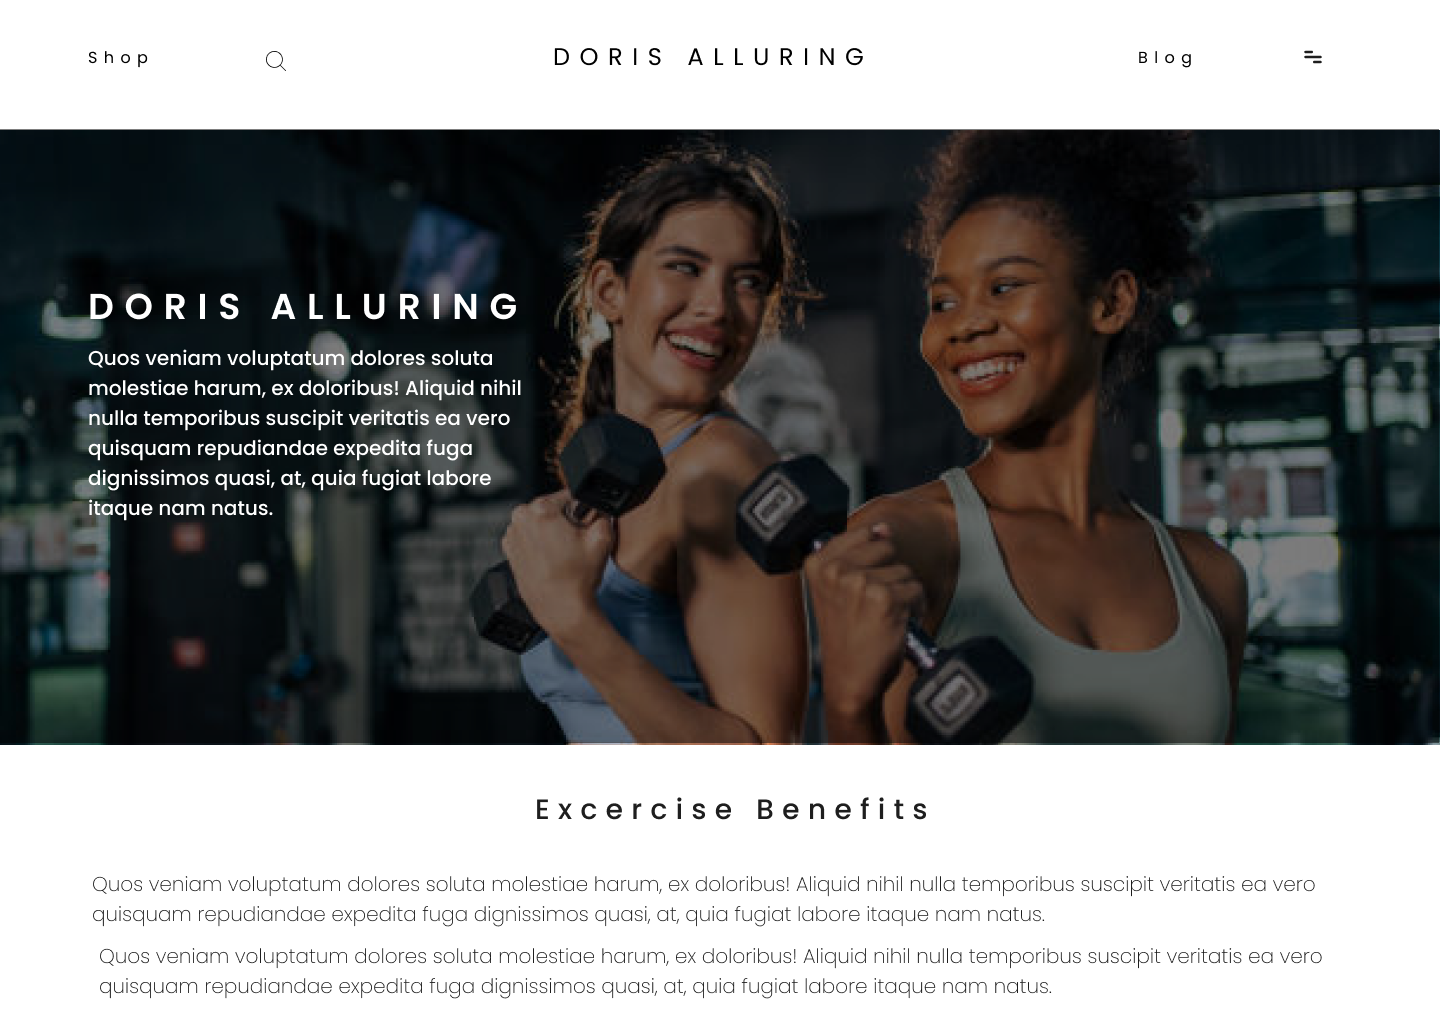 Shop
DORIS ALLURING
Blog
DORIS ALLURING
Quos veniam voluptatum dolores soluta
molestiae harum, ex doloribus! Aliquid nihil
nulla temporibus suscipit veritatis ea vero
quisquam repudiandae expedita fuga
dignissimos quasi, at, quia fugiat labore
itaque nam natus.
Excercise Benefits
Quos veniam voluptatum dolores soluta molestiae harum, ex doloribus! Aliquid nihil nulla temporibus suscipit veritatis ea vero
quisquam repudiandae expedita fuga dignissimos quasi, at, quia fugiat labore itaque nam natus.
Quos veniam voluptatum dolores soluta molestiae harum, ex doloribus! Aliquid nihil nulla temporibus suscipit veritatis ea vero
quisquam repudiandae expedita fuga dignissimos quasi, at, quia fugiat labore itaque nam natus.